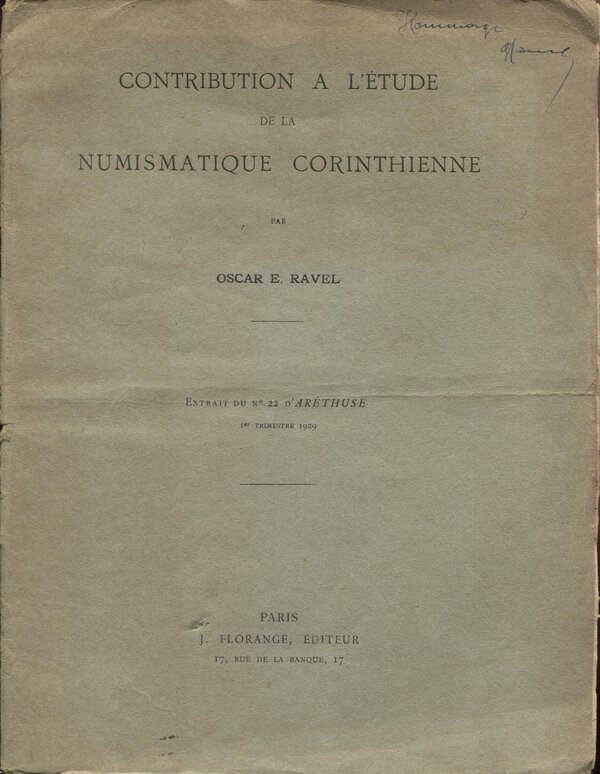 Hommage
CONTRIBUTION A L'ÉTUDE
DE LA
NUMISMATIQUE CORINTHIENNE
PAR
OSCAR E. RAVEL
EXTRAIT DU Nº 22 D'ARÉTHUSE
1er TRIMESTRE 1929
PARIS
J. FLORANGE, ÉDITEUR
17, RUE DE LA BANQUE, 17